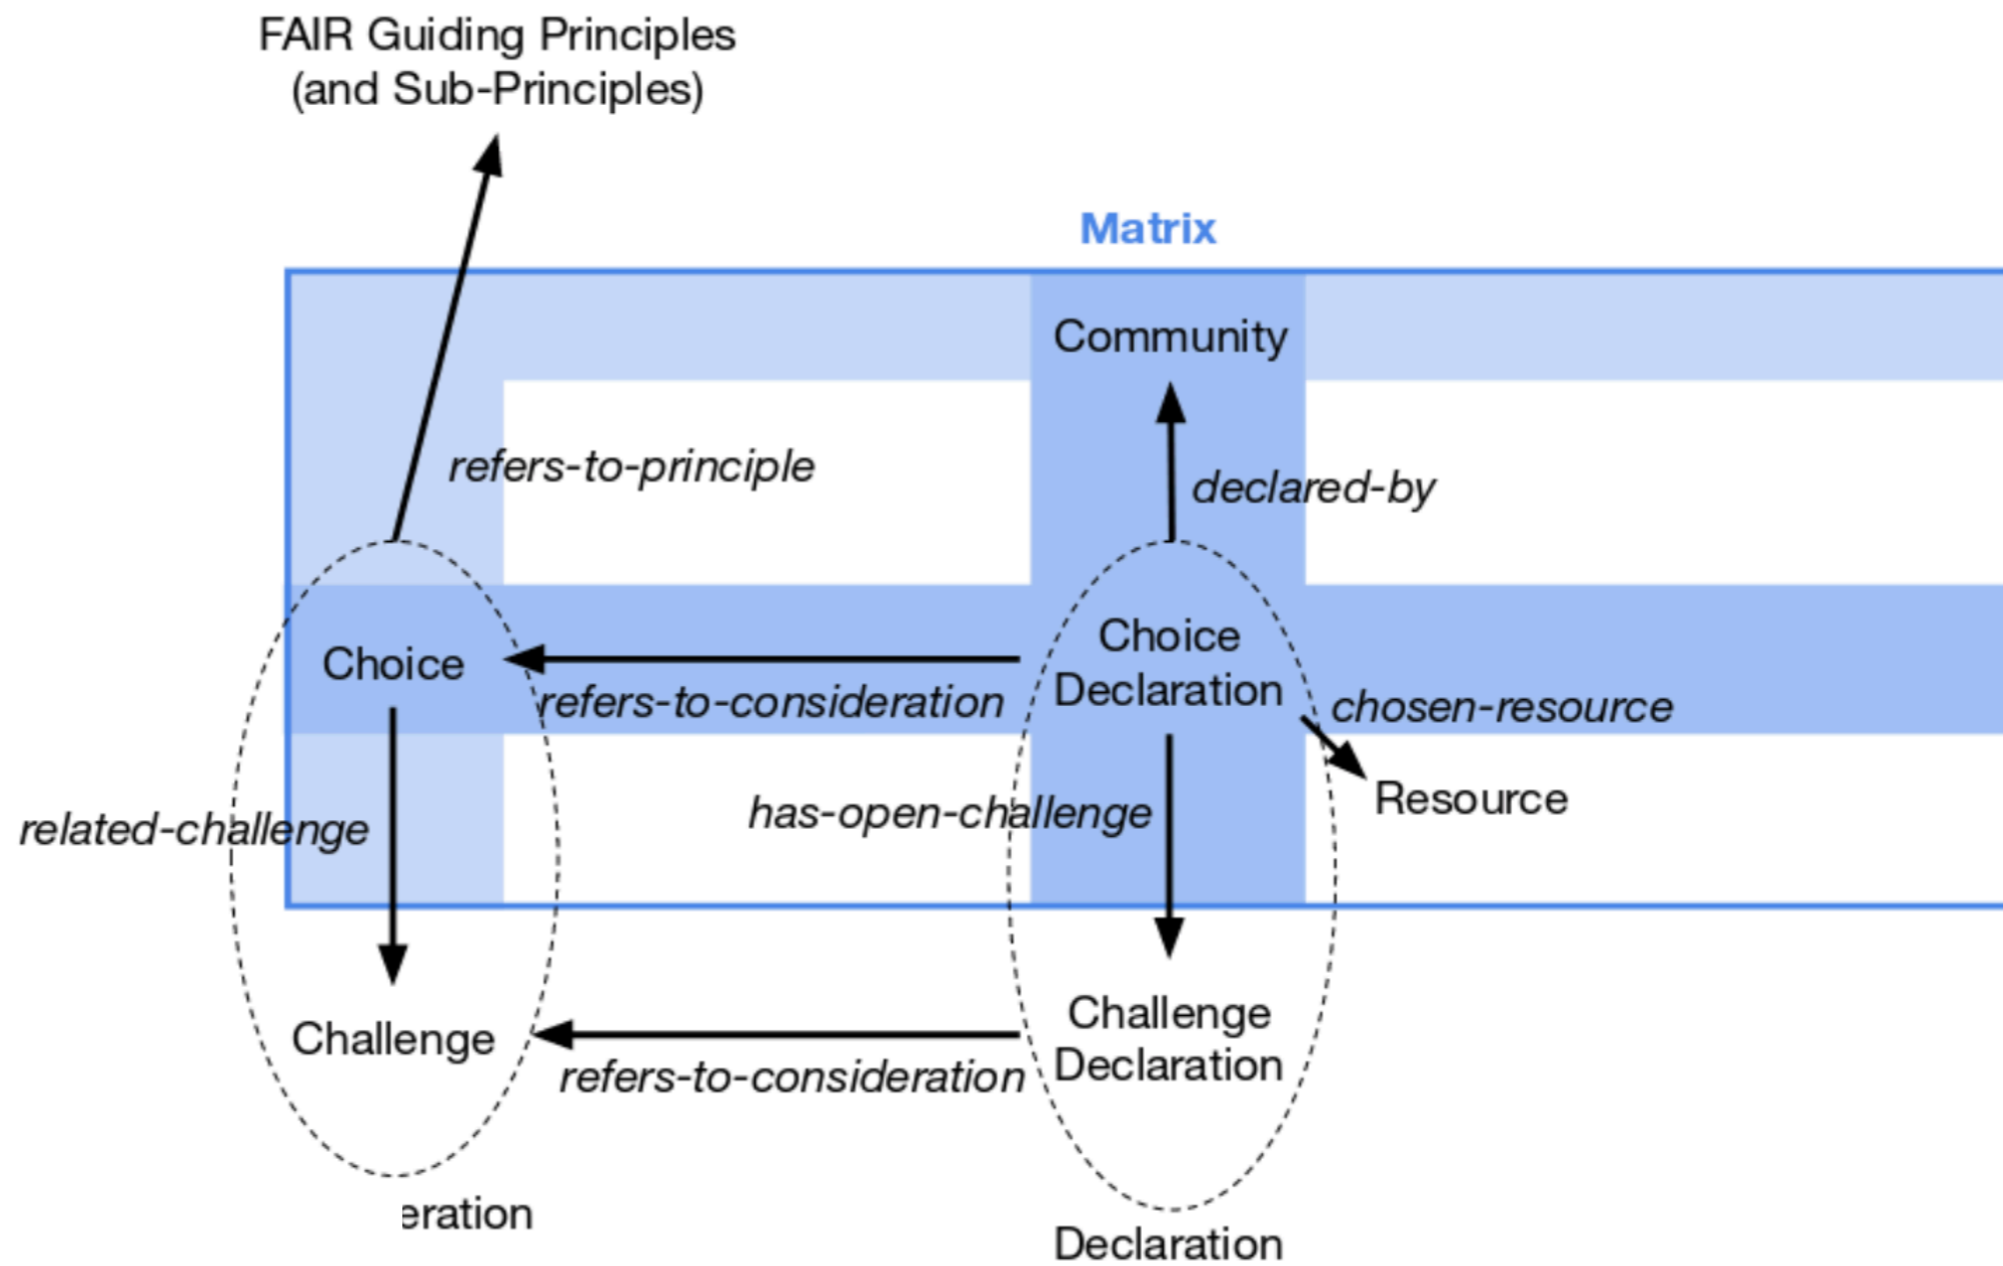 FAIR Guiding Principles
(and Sub-Principles)
Matrix
Community
refers-to-principle
declared-by
Choice
Declaration
Choice
refers-to-consideration
chosen-resource
Resource
has-open-challenge
related-challenge
Challenge
Declaration
Challenge
refers-to-consideration
eration
Declaration